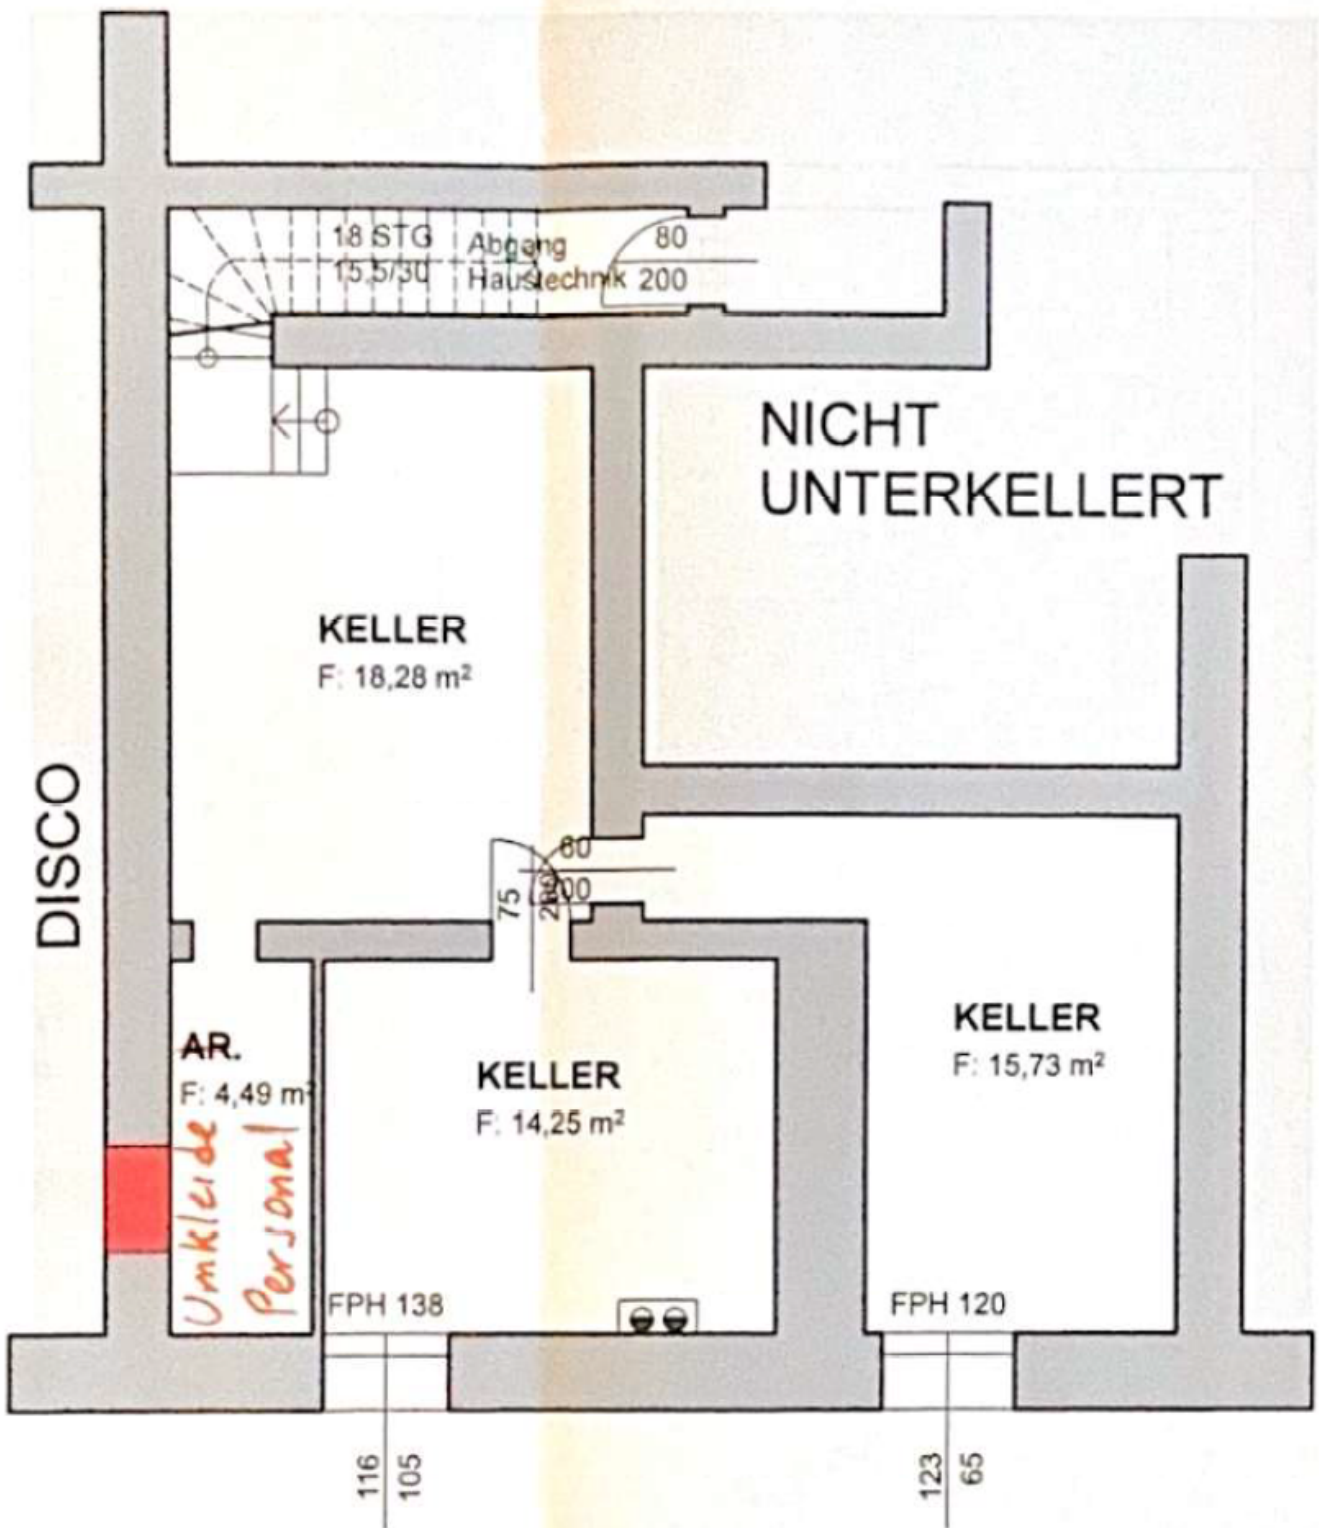 18 STG
15,5/30
Abgang
Haustechnik
80
200
NICHT
UNTERKELLERT
KELLER
F: 18,28 m²
DISCO
80
200
75
200
AR.
F: 4,49 m²
Umkleide
Personal
KELLER
F: 14,25 m²
KELLER
F: 15,73 m²
FPH 138
FPH 120
116
105
123
65